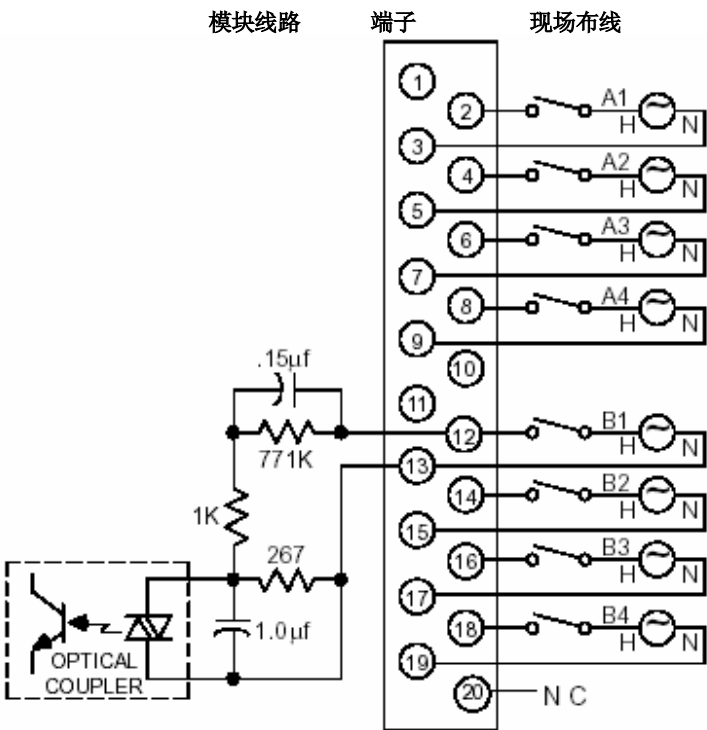 模块线路 端子 现场布线
1
2 A1
H N
3
4 A2
H N
5
6 A3
H N
7
8 A4
H N
9
10
.15µf
11
12 B1
H N
771K
13
14 B2
H N
1K
15
267
16 B3
H N
17
18 B4
H N
1.0µf
OPTICAL
COUPLER
19
20 N C